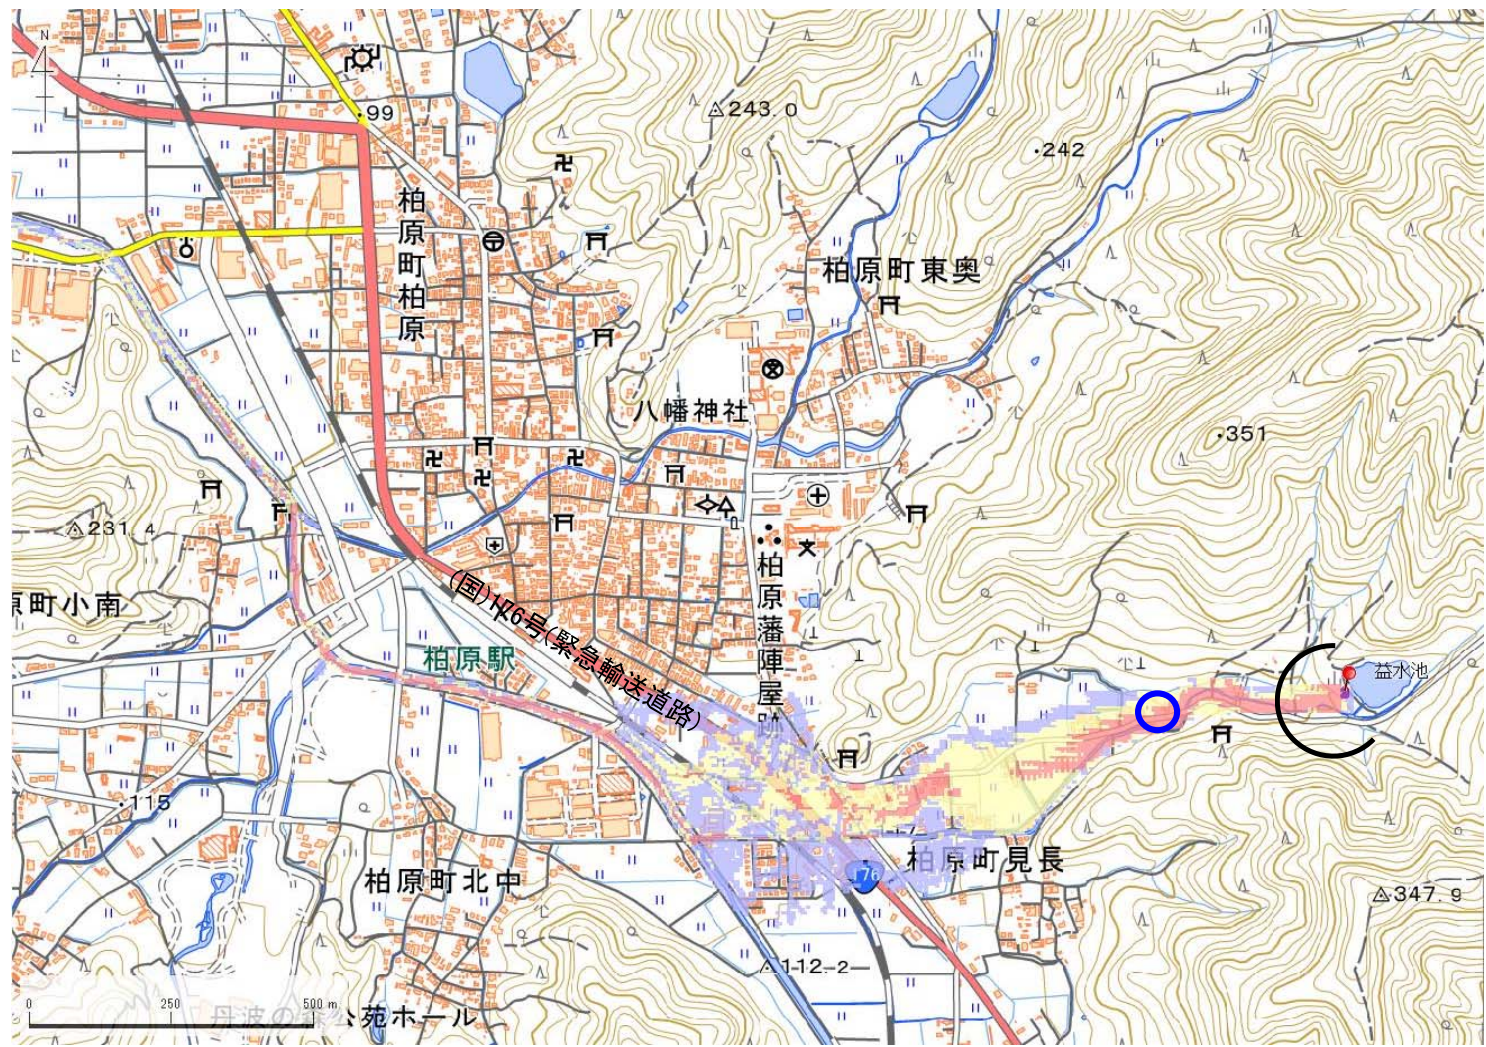 N
99
243.0
242
柏原町柏原
柏原町東奥
八幡神社
351
231.4
(国)176号(緊急輸送道路)
柏原藩陣屋跡
原町小南
柏原駅
益水池
115
柏原町見長
176
柏原町北中
347.9
112.2
0 250 500 m
丹波の森公苑ホール